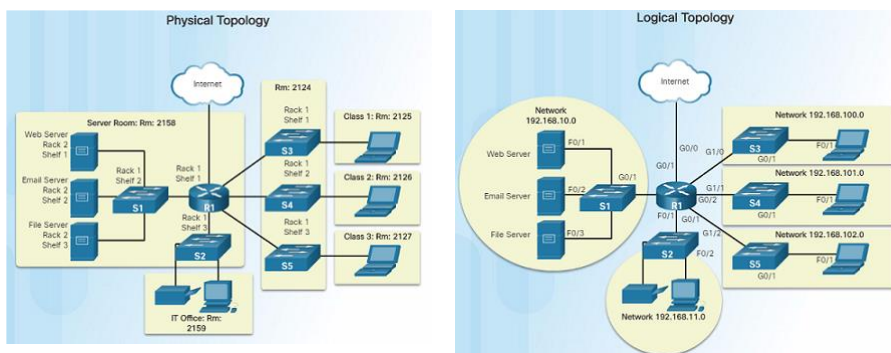 Physical Topology
Internet
Server Room: Rm: 2158
Web Server
Rack 2
Shelf 1
Email Server
Rack 2
Shelf 2
File Server
Rack 2
Shelf 3
Rack 1
Shelf 2
S1
Rack 1
Shelf 1
R1
Rack 1
Shelf 3
S2
IT Office: Rm:
2159
Rm: 2124
Rack 1
Shelf 1
S3
Rack 1
Shelf 2
S4
Rack 1
Shelf 3
S5
Class 1: Rm: 2125
Class 2: Rm: 2126
Class 3: Rm: 2127
Logical Topology
Internet
Network
192.168.10.0
Web Server
F0/1
Email Server
F0/2
File Server
F0/3
S1
G0/1
G0/0
G0/1
R1
G0/2
G1/0
G1/1
G1/2
F0/1
G0/1
S2
F0/2
Network 192.168.11.0
Network 192.168.100.0
S3
G0/1
F0/1
Network 192.168.101.0
S4
G0/1
F0/1
Network 192.168.102.0
S5
G0/1
F0/1